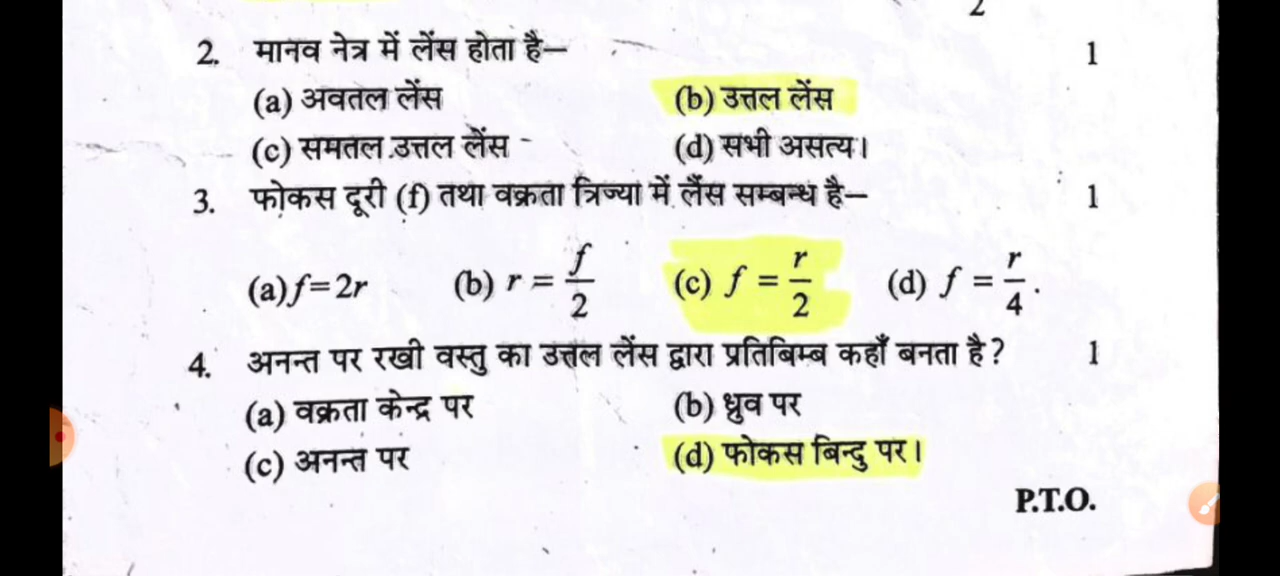 2
2. मानव नेत्र में लेंस होता है— 1
(a) अवतल लेंस (b) उत्तल लेंस
(c) समतल उत्तल लेंस (d) सभी असत्य।
3. फोकस दूरी (f) तथा वक्रता त्रिज्या में लैंस सम्बन्ध है— 1
(a) f=2r (b) r = f/2 (c) f = r/2 (d) f = r/4.
4. अनन्त पर रखी वस्तु का उत्तल लेंस द्वारा प्रतिबिम्ब कहाँ बनता है? 1
(a) वक्रता केन्द्र पर (b) ध्रुव पर
(c) अनन्त पर (d) फोकस बिन्दु पर।
P.T.O.